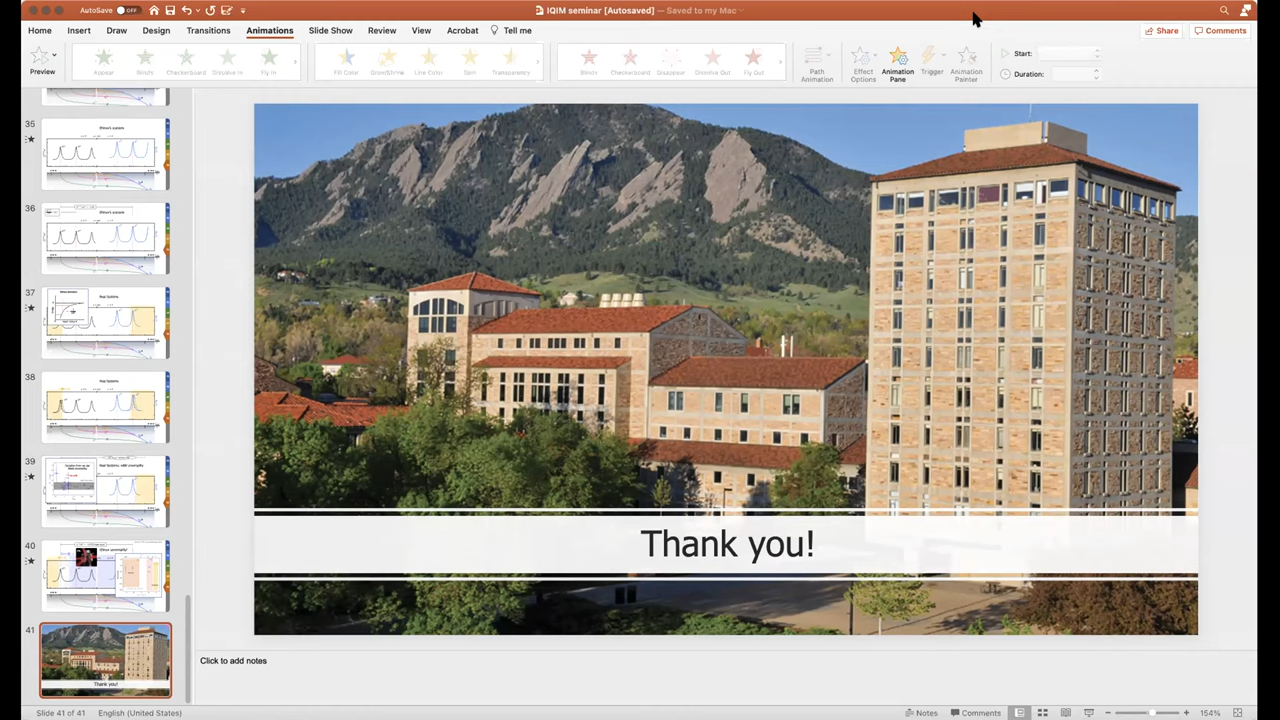 AutoSave OFF
IQIM seminar [Autosaved] — Saved to my Mac
Home Insert Draw Design Transitions Animations Slide Show Review View Acrobat Tell me
Share Comments
Preview
Appear Blinds Checkerboard Dissolve In Fly In
Fill Color Grow/Shrink Line Color Spin Transparency
Blinds Checkerboard Disappear Dissolve Out Fly Out
Path Animation
Effect Options
Animation Pane
Trigger
Animation Painter
Start:
Duration:
35
36
37
38
39
40
41
Thank you!
Thank you!
Click to add notes
Slide 41 of 41 English (United States)
Notes Comments 154%